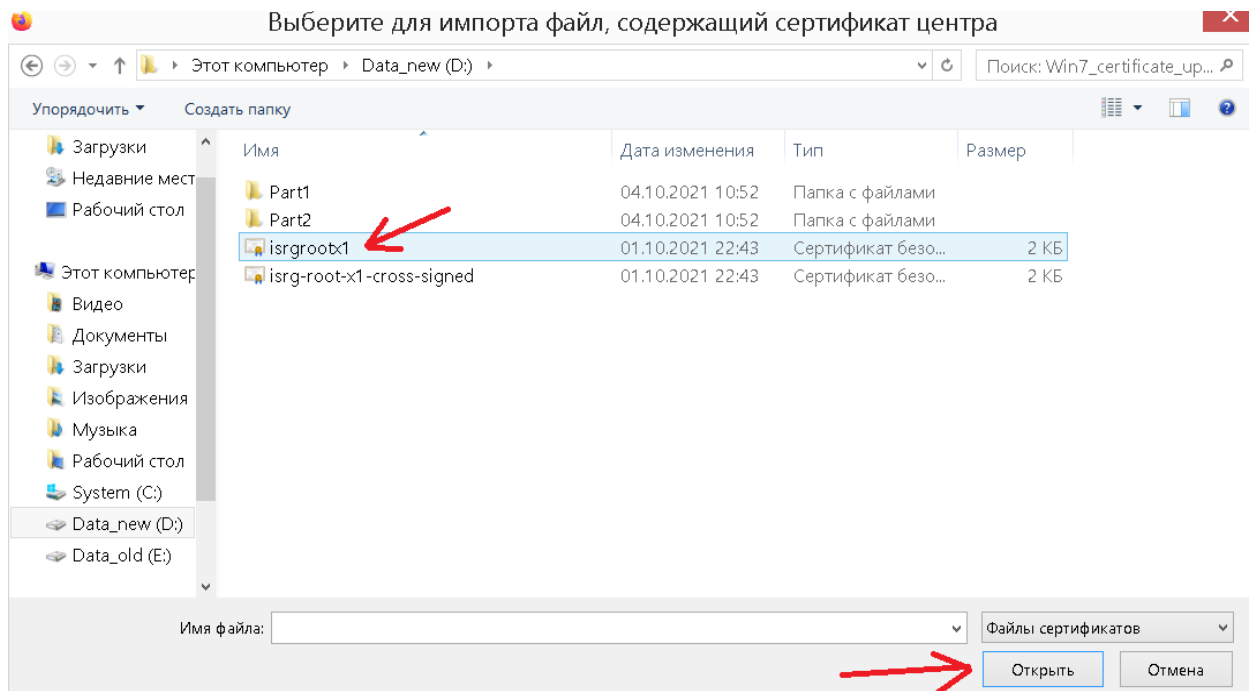 Выберите для импорта файл, содержащий сертификат центра
Этот компьютер Data_new (D:) Поиск: Win7_certificate_up...
Упорядочить Создать папку
Загрузки
Недавние мест
Рабочий стол
Этот компьютер
Видео
Документы
Загрузки
Изображения
Музыка
Рабочий стол
System (C:)
Data_new (D:)
Data_old (E:)
Имя Дата изменения Тип Размер
Part1 04.10.2021 10:52 Папка с файлами
Part2 04.10.2021 10:52 Папка с файлами
isrgrootx1 01.10.2021 22:43 Сертификат безо... 2 КБ
isrg-root-x1-cross-signed 01.10.2021 22:43 Сертификат безо... 2 КБ
Имя файла: Файлы сертификатов
Открыть Отмена